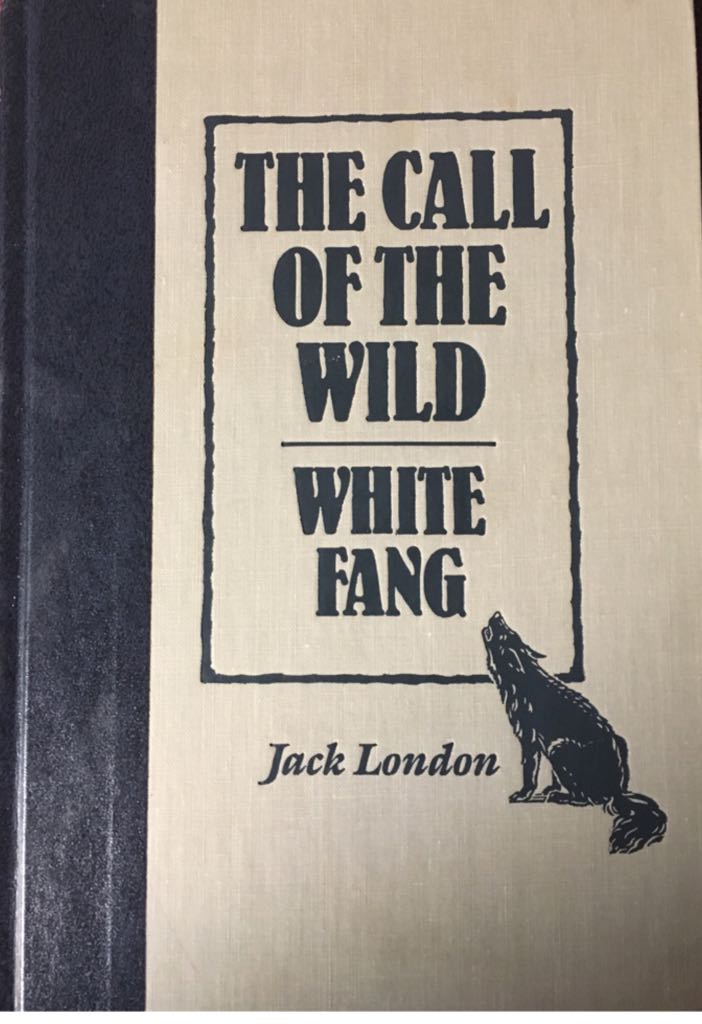 THE CALL
OF THE
WILD
WHITE
FANG
Jack London